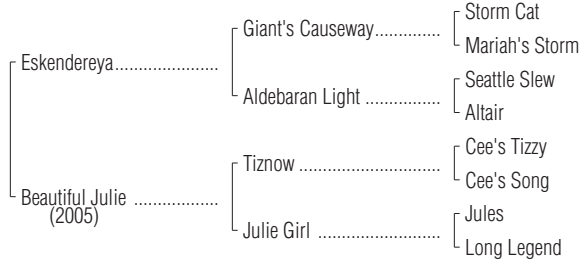 Storm Cat
Giant's Causeway................
Mariah's Storm
Eskendereya......................
Seattle Slew
Aldebaran Light ................
Altair
Cee's Tizzy
Tiznow ..............................
Cee's Song
Beautiful Julie ..................
(2005)
Jules
Julie Girl ..........................
Long Legend